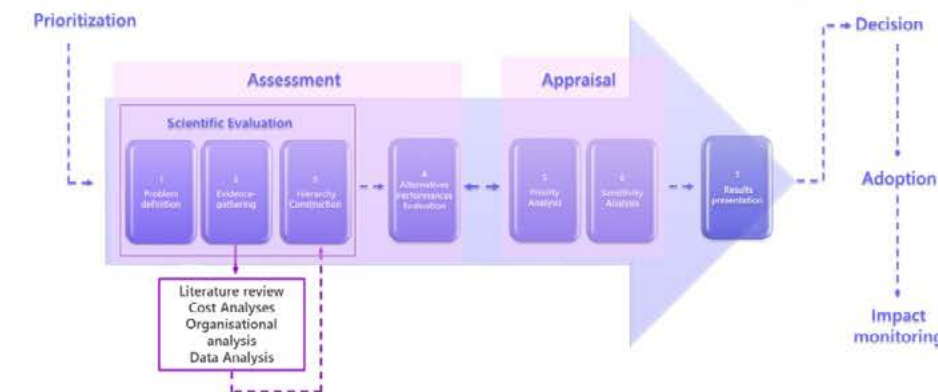 Prioritization
Decision
Assessment
Appraisal
Scientific Evaluation
1
Problem
definition
2
Evidence-
gathering
3
Hierarchy
Construction
4
Alternatives
performances
Evaluation
5
Priority
Analysis
6
Sensitivity
Analysis
7
Results
presentation
Adoption
Literature review
Cost Analyses
Organisational
analysis
Data Analysis
Impact
monitoring